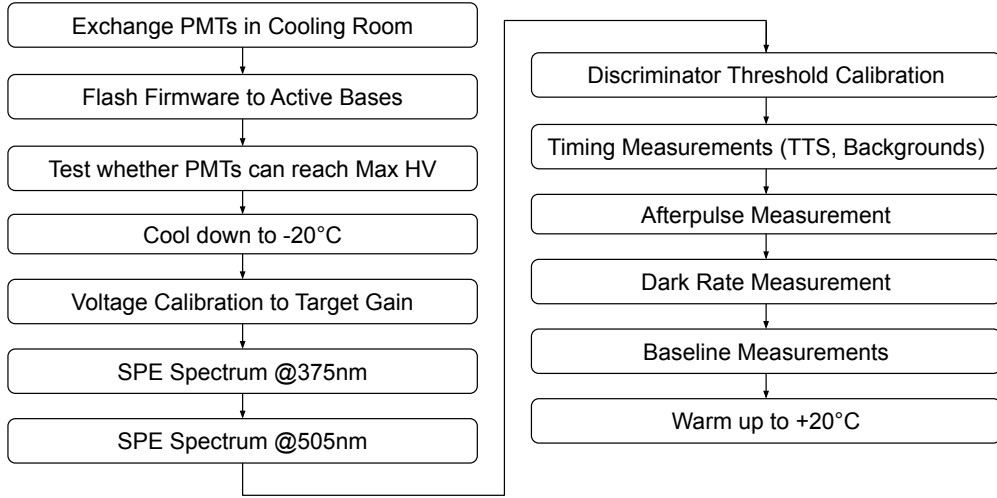 Exchange PMTs in Cooling Room
Flash Firmware to Active Bases
Test whether PMTs can reach Max HV
Cool down to -20°C
Voltage Calibration to Target Gain
SPE Spectrum @375nm
SPE Spectrum @505nm
Discriminator Threshold Calibration
Timing Measurements (TTS, Backgrounds)
Afterpulse Measurement
Dark Rate Measurement
Baseline Measurements
Warm up to +20°C